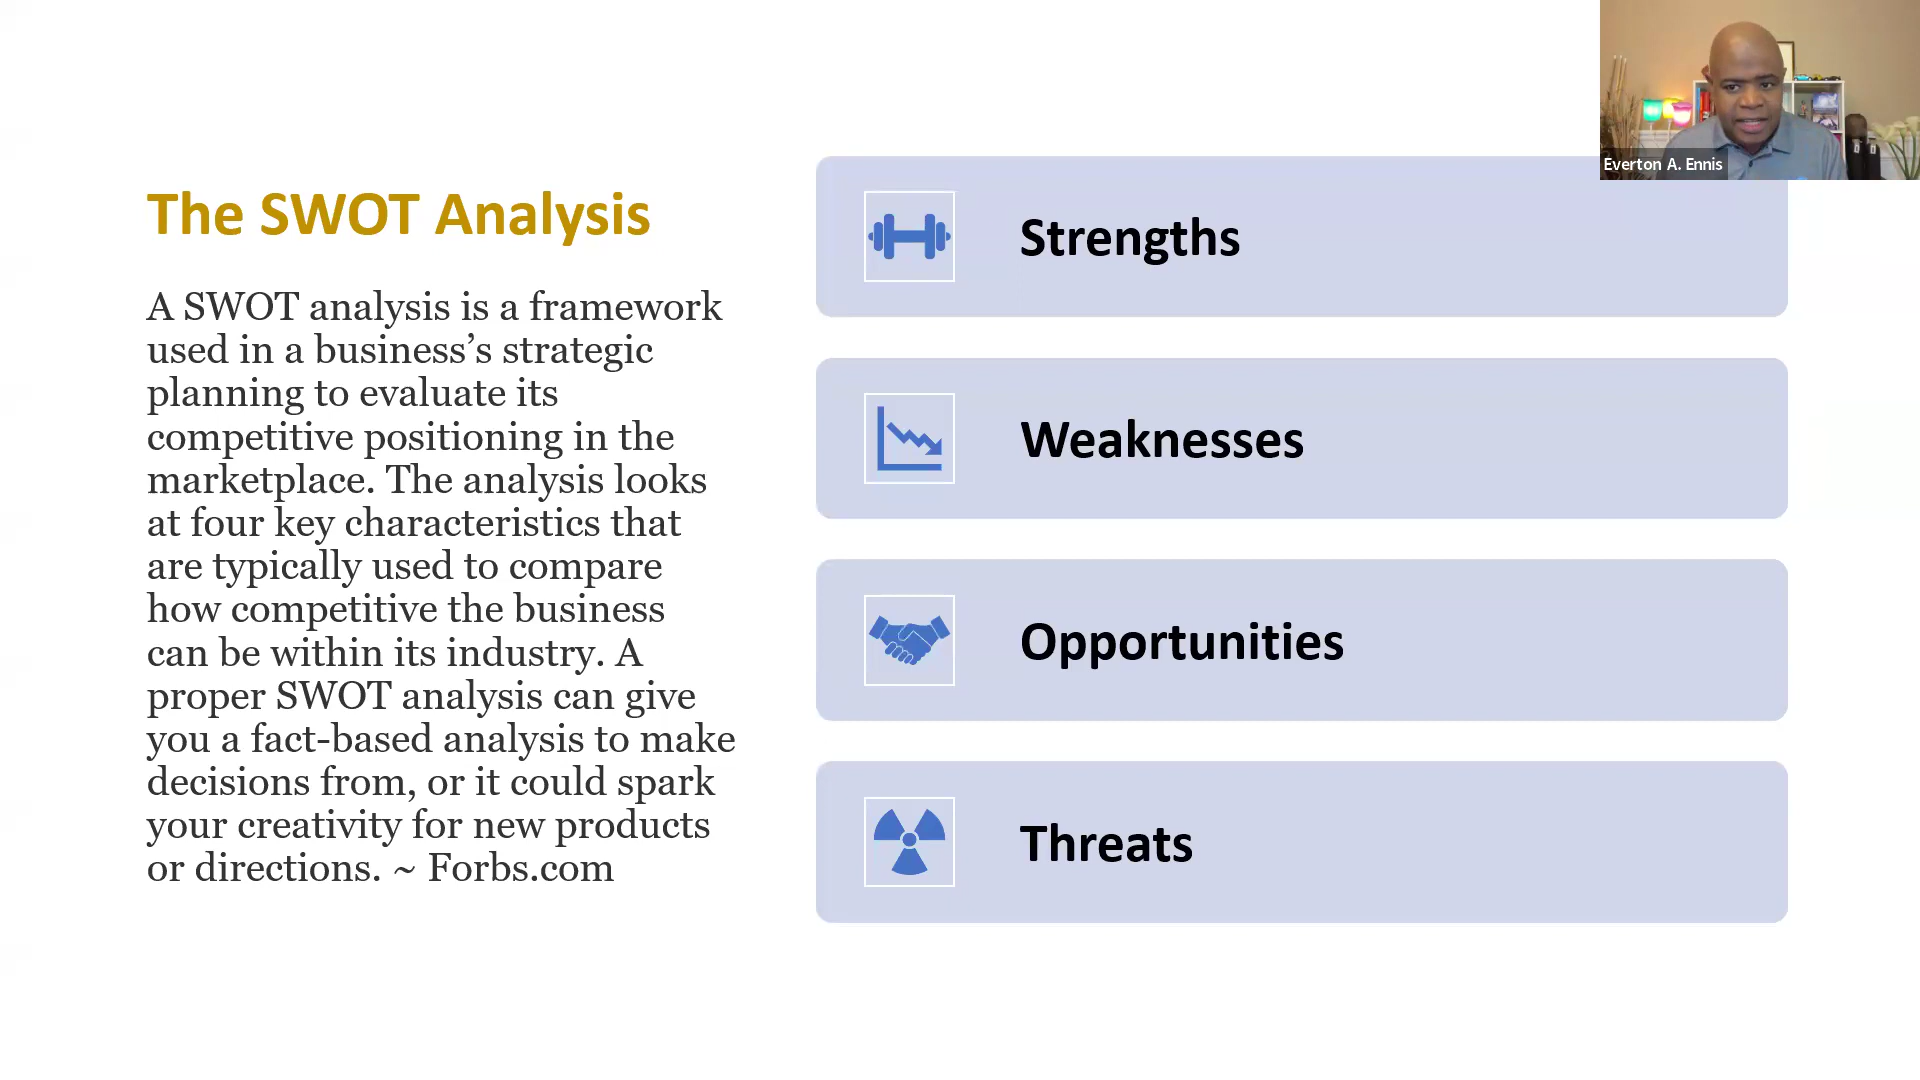 The SWOT Analysis
A SWOT analysis is a framework
used in a business’s strategic
planning to evaluate its
competitive positioning in the
marketplace. The analysis looks
at four key characteristics that
are typically used to compare
how competitive the business
can be within its industry. A
proper SWOT analysis can give
you a fact-based analysis to make
decisions from, or it could spark
your creativity for new products
or directions. ~ Forbs.com
Strengths
Weaknesses
Opportunities
Threats
Everton A. Ennis